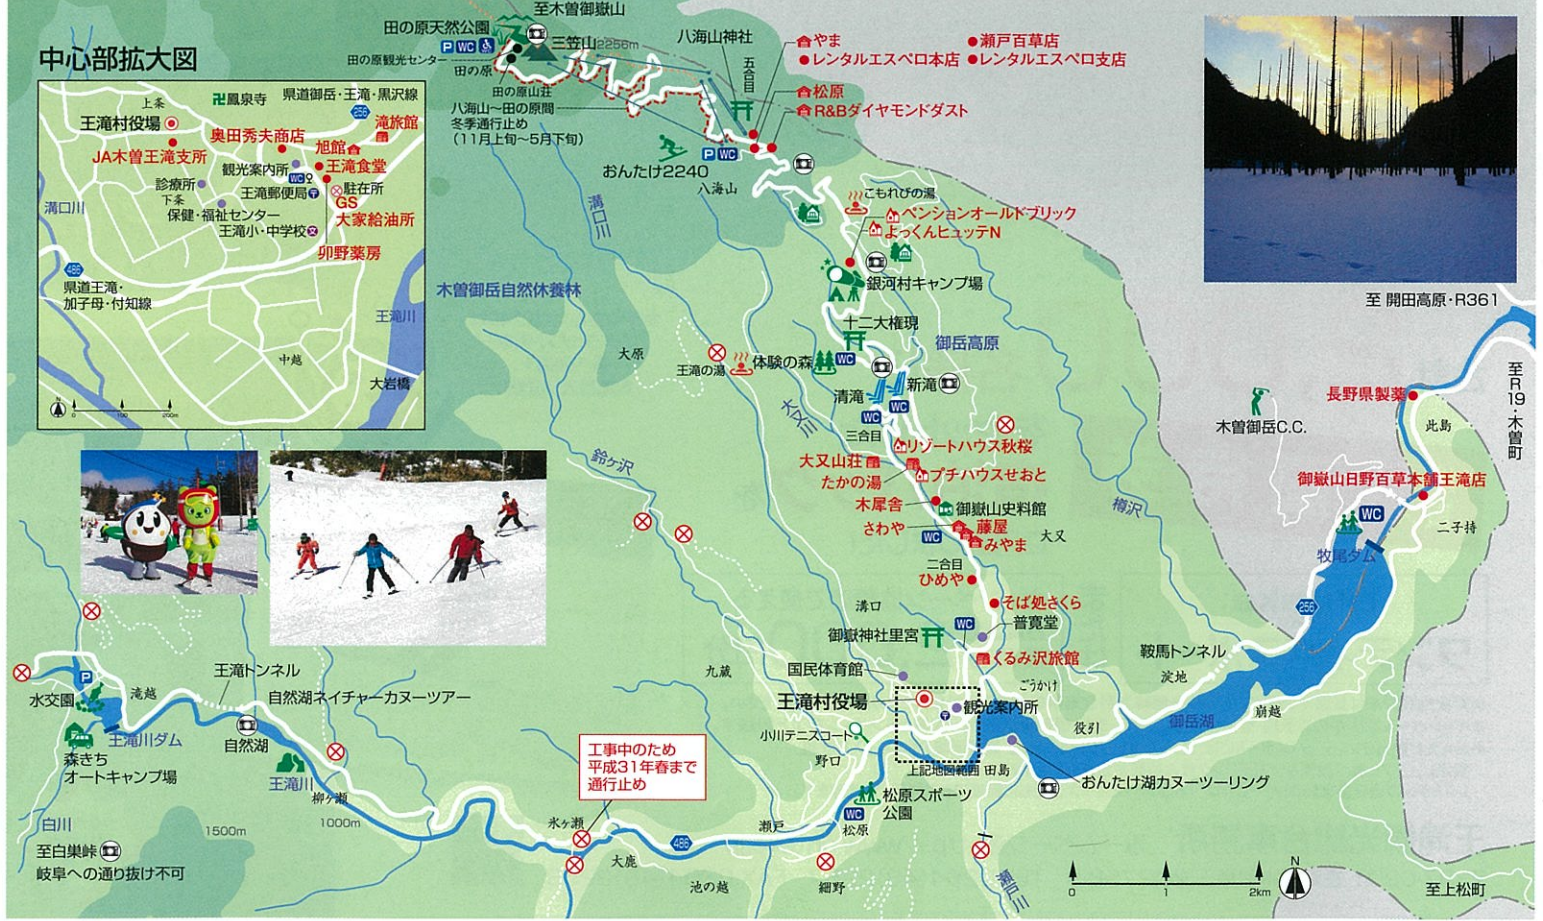 中心部拡大図
上条
卍鳳泉寺
県道御岳・王滝・黒沢線
256
王滝村役場
滝旅館
奥田秀夫商店
JA木曽王滝支所
旭館
王滝食堂
観光案内所
WC
診療所
王滝郵便局
駐在所
下条
GS
大家給油所
保健・福祉センター
王滝小・中学校
溝口川
卯野薬房
486
県道王滝・
加子母・付知線
王滝川
中越
大岩橋
N
0 100 200m
至木曽御嶽山
田の原天然公園
P WC
三笠山2256m
田の原観光センター
田の原
田の原山荘
八海山〜田の原間
冬季通行止め
(11月上旬〜5月下旬)
八海山神社
五合目
やま
瀬戸百草店
レンタルエスペロ本店
レンタルエスペロ支店
松原
R&Bダイヤモンドダスト
P WC
おんたけ2240
八海山
溝口川
こもれびの湯
ペンションオールドブリック
よっくんヒュッテN
木曽御岳自然休養林
銀河村キャンプ場
十二大権現
御岳高原
大原
王滝の湯
体験の森
WC
清滝
新滝
WC
WC
大又川
三合目
リゾートハウス秋桜
大又山荘
たかの湯
プチハウスせおと
鈴ヶ沢
木犀舎
御嶽山史料館
さわや
藤屋
WC
みやま
大又
樽沢
二合目
ひめや
溝口
そば処さくら
WC
普寛堂
御嶽神社里宮
くるみ沢旅館
国民体育館
九蔵
ごうかけ
王滝村役場
観光案内所
小川テニスコート
野口
上記地図範囲
田島
役引
おんたけ湖カヌーツーリング
至 開田高原・R361
至R19・木曽町
長野県製薬
此島
木曽御岳C.C.
御嶽山日野百草本舗王滝店
WC
二子持
牧尾ダム
256
鞍馬トンネル
淀地
御岳湖
崩越
王滝トンネル
自然湖ネイチャーカヌーツアー
P
滝越
水交園
王滝川ダム
自然湖
森きち
オートキャンプ場
王滝川
柳ヶ瀬
白川
1500m
1000m
至白巣峠
岐阜への通り抜け不可
工事中のため
平成31年春まで
通行止め
氷ヶ瀬
大鹿
486
瀬戸
池の越
松原スポーツ
公園
WC
松原
細野
瀬戸川
0 1 2km
N
至上松町